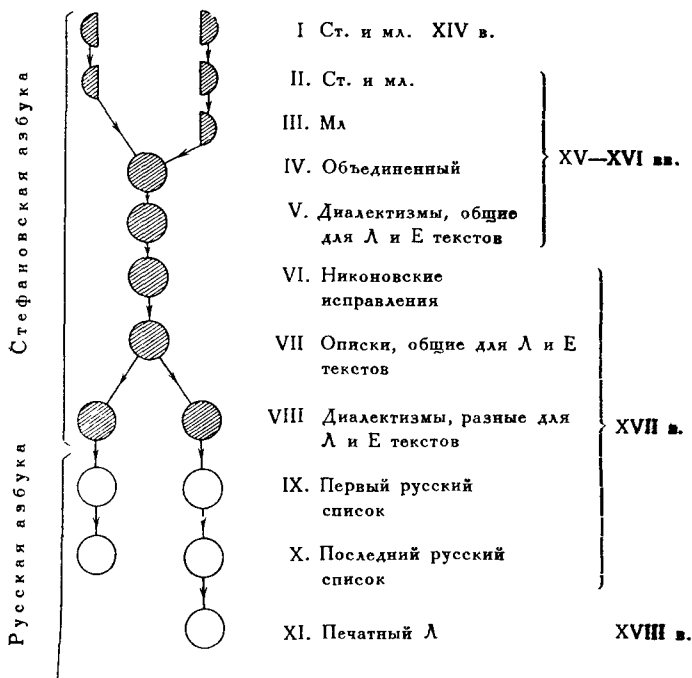 Стефановская азбука
Русская азбука
I Ст. и мл. XIV в.
II. Ст. и мл.
III. Мл
IV. Объединенный
V. Диалектизмы, общие
для Л и Е текстов
XV—XVI вв.
VI. Никоновские
исправления
VII Описки, общие для Л и Е
текстов
VIII Диалектизмы, разные для
Л и Е текстов
IX. Первый русский
список
X. Последний русский
список
XVII в.
XI. Печатный Л XVIII в.